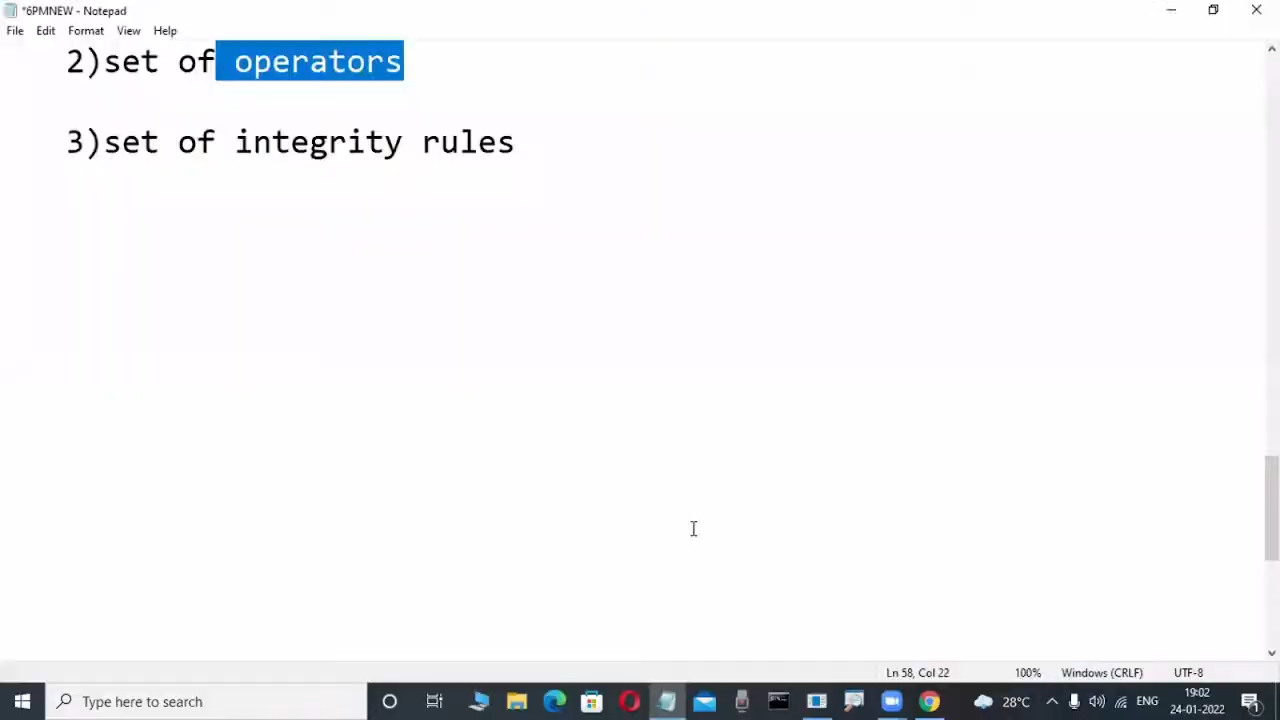 *6PMNEW - Notepad
File Edit Format View Help
2)set of operators
3)set of integrity rules
Ln 58, Col 22 100% Windows (CRLF) UTF-8
Type here to search
28°C ENG 19:02
24-01-2022
1